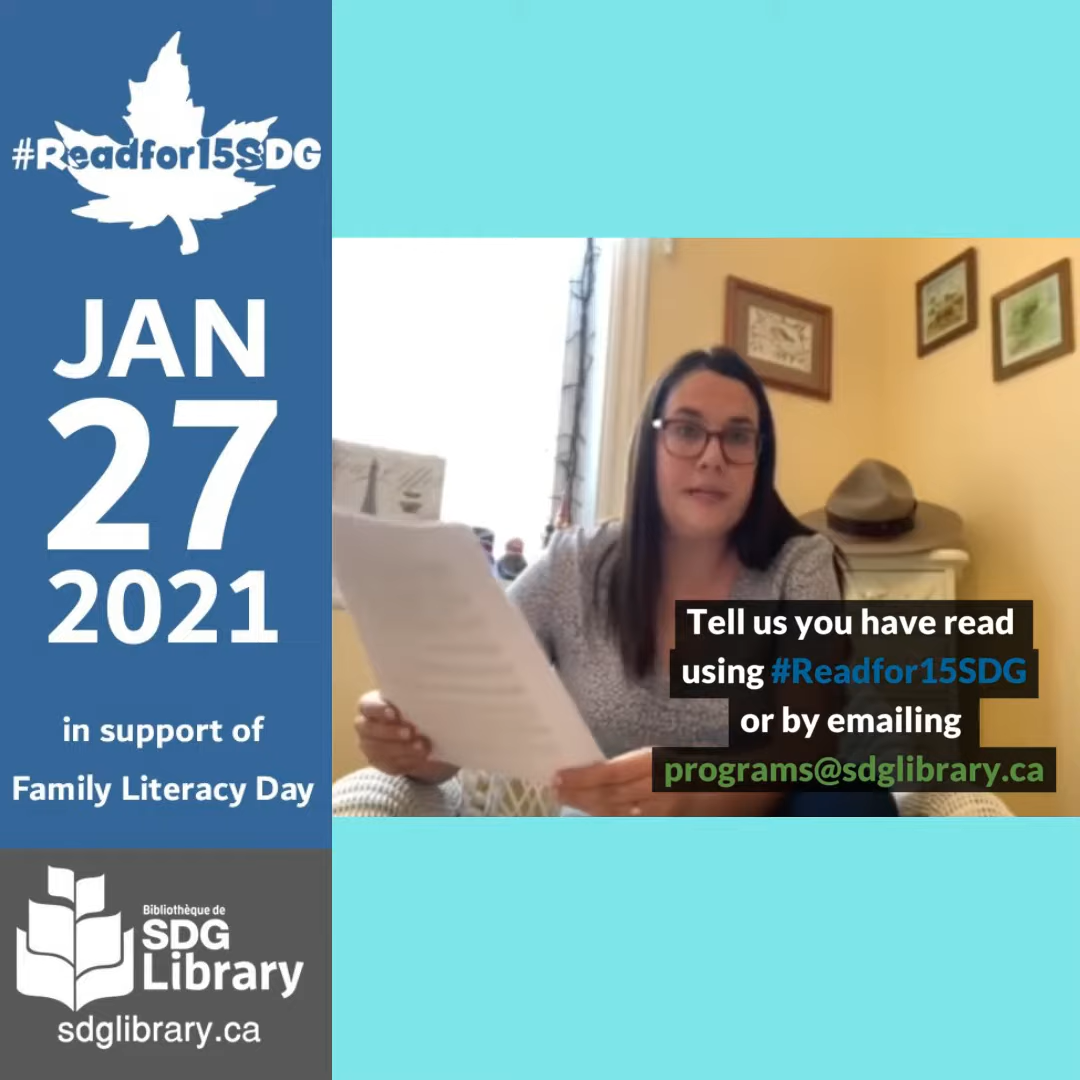 #Readfor15SDG
JAN
27
2021
in support of
Family Literacy Day
Bibliothèque de
SDG
Library
sdglibrary.ca
Tell us you have read
using #Readfor15SDG
or by emailing
programs@sdglibrary.ca